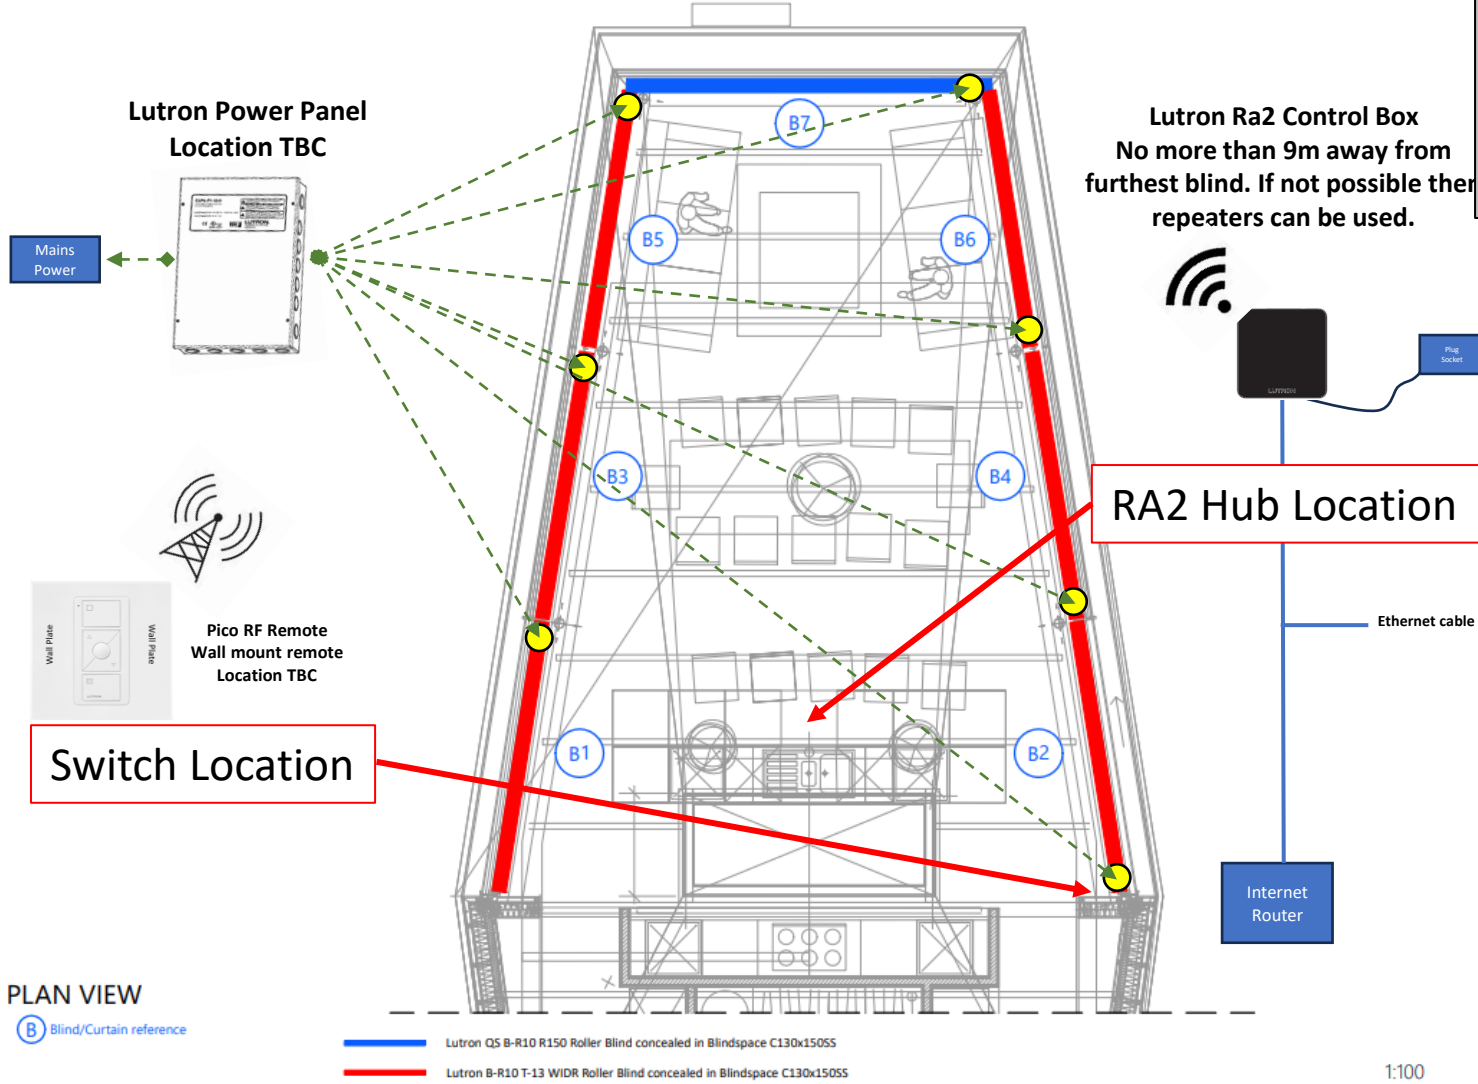 Lutron Power Panel
Location TBC
Mains
Power
LUTRON
Lutron Ra2 Control Box
No more than 9m away from
furthest blind. If not possible then
repeaters can be used.
Plug
Socket
LUTRON
B7
B5
B6
B3
B4
B1
B2
RA2 Hub Location
Ethernet cable
Wall Plate
Wall Plate
Pico RF Remote
Wall mount remote
Location TBC
Switch Location
Internet
Router
PLAN VIEW
B Blind/Curtain reference
Lutron QS B-R10 R150 Roller Blind concealed in Blindspace C130x150SS
Lutron B-R10 T-13 WIDR Roller Blind concealed in Blindspace C130x150SS
1:100